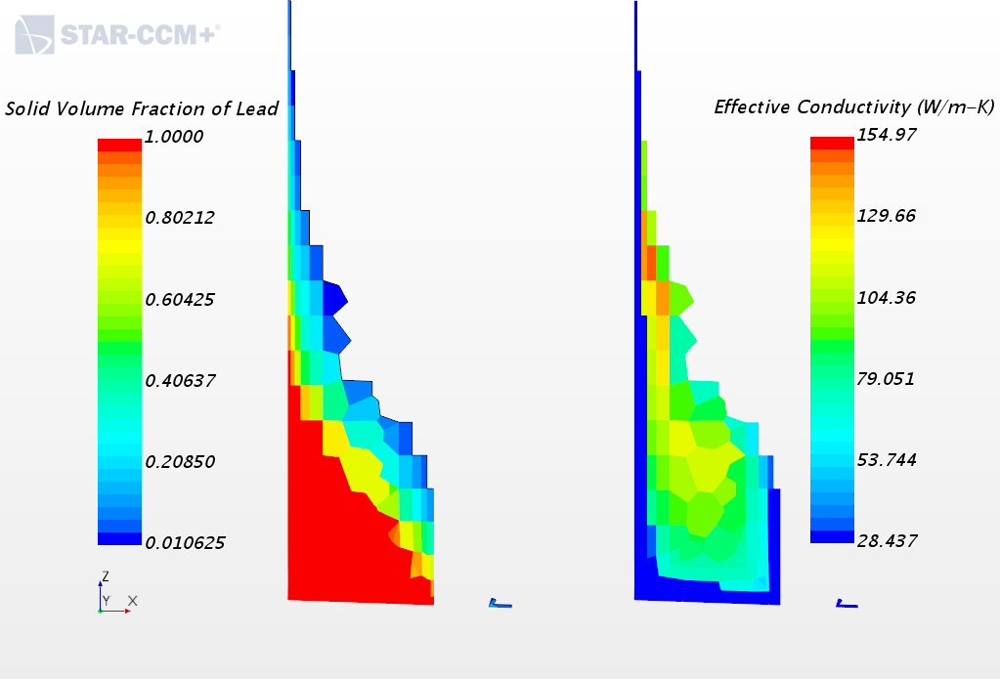 STAR-CCM+
Solid Volume Fraction of Lead
1.0000
0.80212
0.60425
0.40637
0.20850
0.010625
Z
Y X
Effective Conductivity (W/m-K)
154.97
129.66
104.36
79.051
53.744
28.437